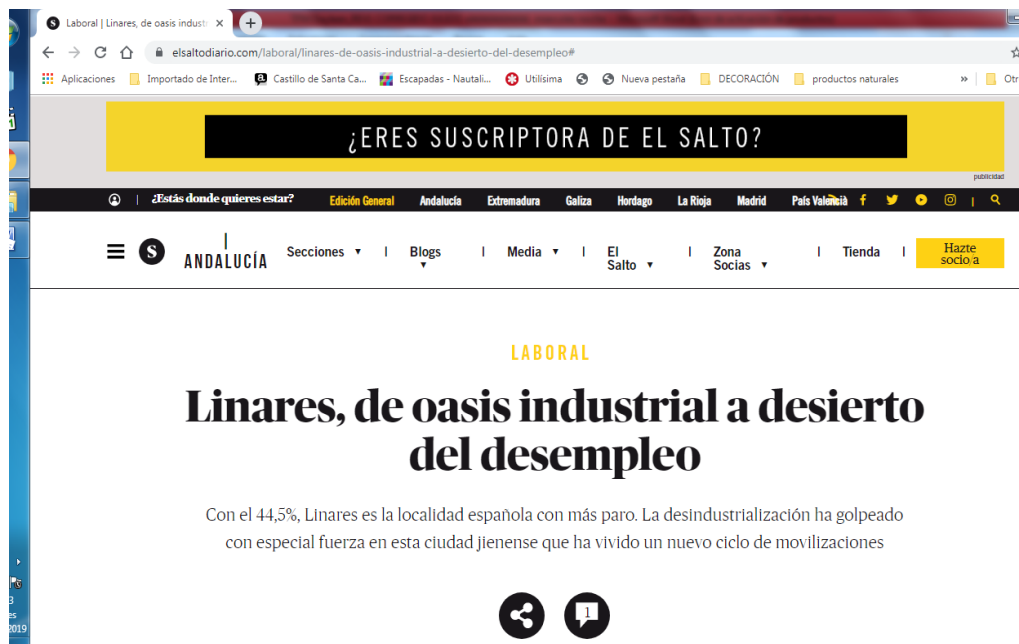 Laboral | Linares, de oasis indust
elsaltodiario.com/laboral/linares-de-oasis-industrial-a-desierto-del-desempleo#
Aplicaciones Importado de Inter... Castillo de Santa Ca... Escapadas - Nautali... Utilísima Nueva pestaña DECORACIÓN productos naturales » Otr
¿ERES SUSCRIPTORA DE EL SALTO?
publicidad
| ¿Estás donde quieres estar? Edición General Andalucía Extremadura Galiza Hordago La Rioja Madrid País Valencià |
S | ANDALUCÍA Secciones | Blogs | Media | El Salto | Zona Socias | Tienda | Hazte socio/a
LABORAL
Linares, de oasis industrial a desierto
del desempleo
Con el 44,5%, Linares es la localidad española con más paro. La desindustrialización ha golpeado
con especial fuerza en esta ciudad jienense que ha vivido un nuevo ciclo de movilizaciones
1
3
es
2019